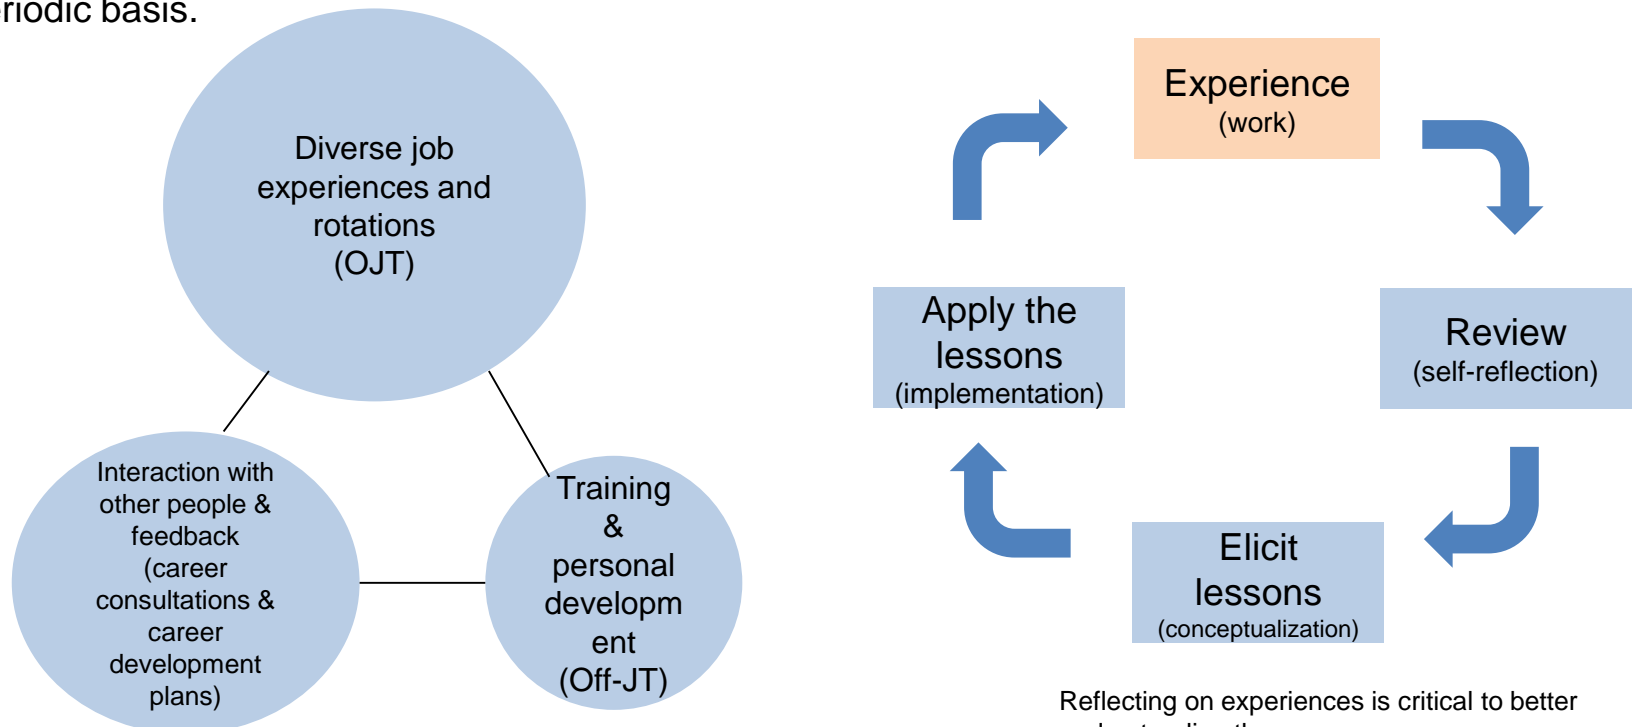 periodic basis.
Diverse job
experiences and
rotations
(OJT)
Interaction with
other people &
feedback
(career
consultations &
career
development
plans)
Training
&
personal
developm
ent
(Off-JT)
Experience
(work)
Review
(self-reflection)
Elicit
lessons
(conceptualization)
Apply the
lessons
(implementation)
Reflecting on experiences is critical to better